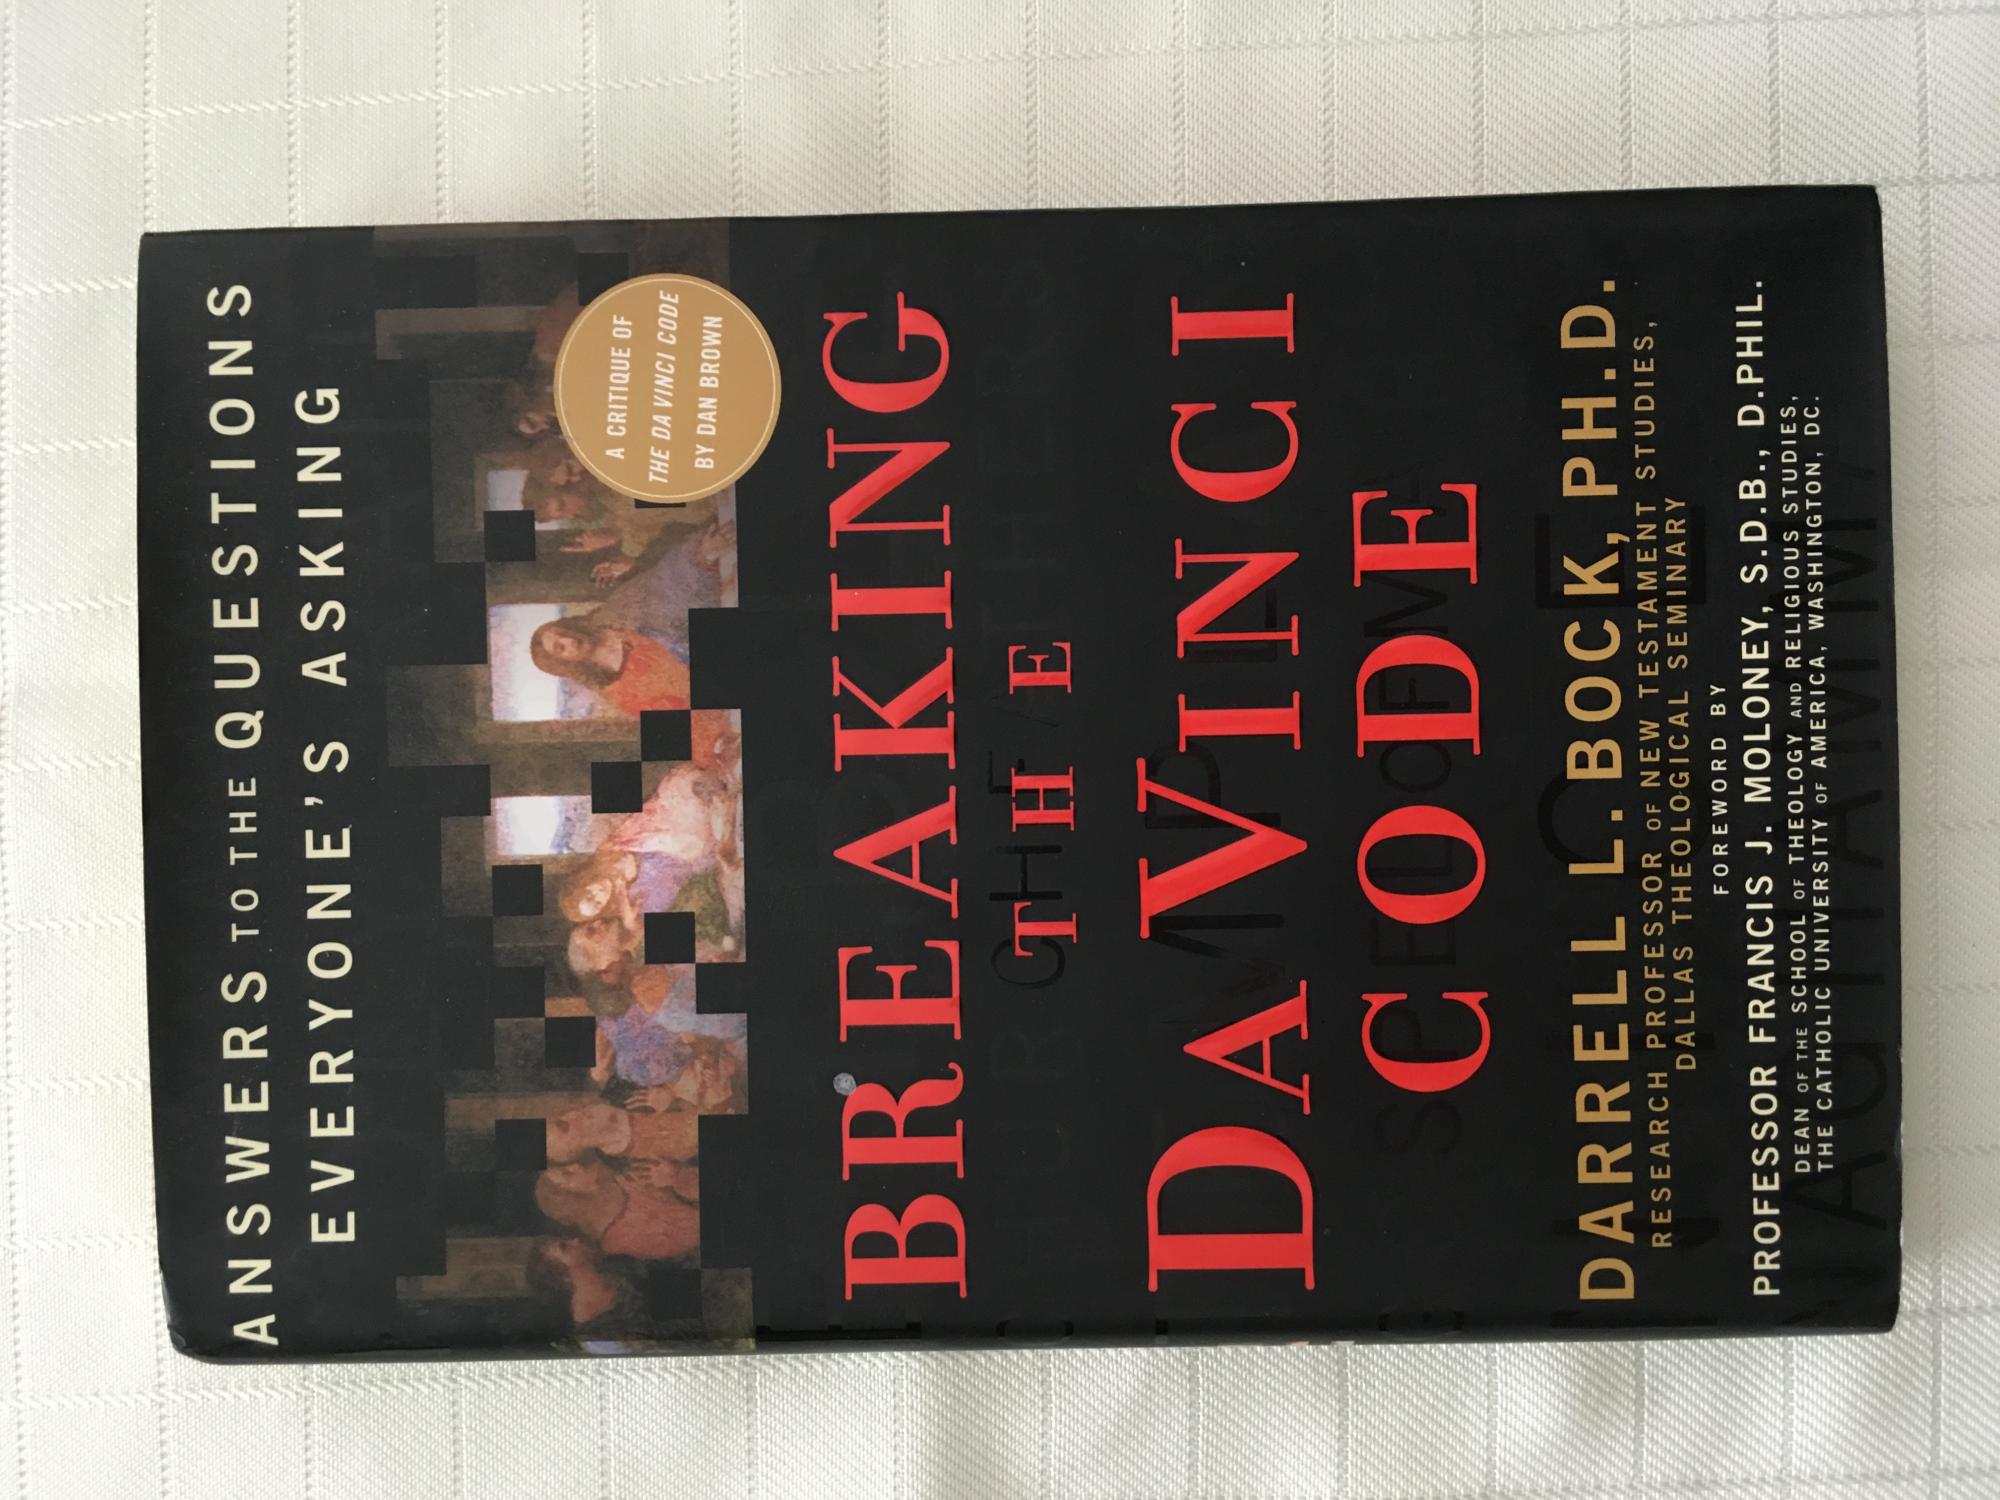 ANSWERS TO THE QUESTIONS
EVERYONE'S ASKING
A CRITIQUE OF
THE DA VINCI CODE
BY DAN BROWN
BREAKING
THE
DA VINCI
CODE
DARRELL L. BOCK, PH.D.
RESEARCH PROFESSOR OF NEW TESTAMENT STUDIES,
DALLAS THEOLOGICAL SEMINARY
FOREWORD BY
PROFESSOR FRANCIS J. MOLONEY, S.D.B., D.PHIL.
DEAN OF THE SCHOOL OF THEOLOGY AND RELIGIOUS STUDIES,
THE CATHOLIC UNIVERSITY OF AMERICA, WASHINGTON, DC.